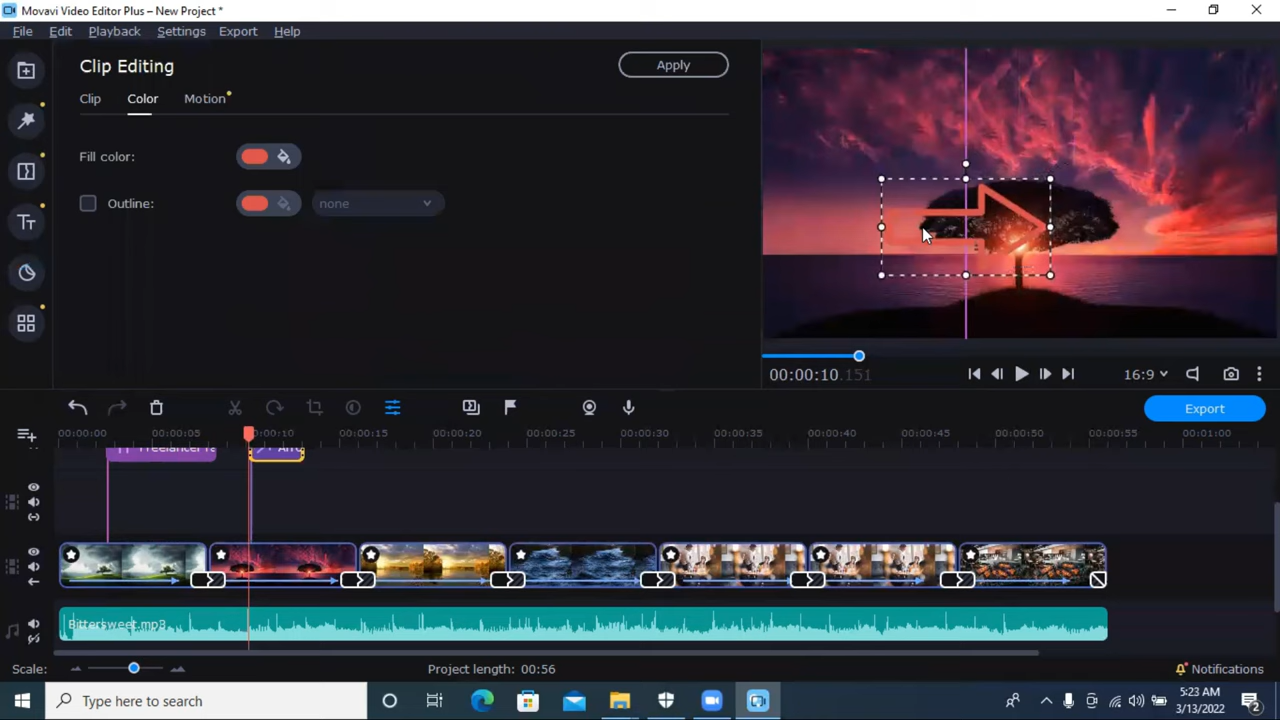 Movavi Video Editor Plus – New Project *
File Edit Playback Settings Export Help
Clip Editing
Apply
Clip Color Motion
Fill color:
Outline:
none
00:00:10.151
16:9
Export
00:00:00 00:00:05 00:00:10 00:00:15 00:00:20 00:00:25 00:00:30 00:00:35 00:00:40 00:00:45 00:00:50 00:00:55 00:01:00
Bittersweet.mp3
Scale:
Project length: 00:56
Notifications
Type here to search
5:23 AM
3/13/2022
2